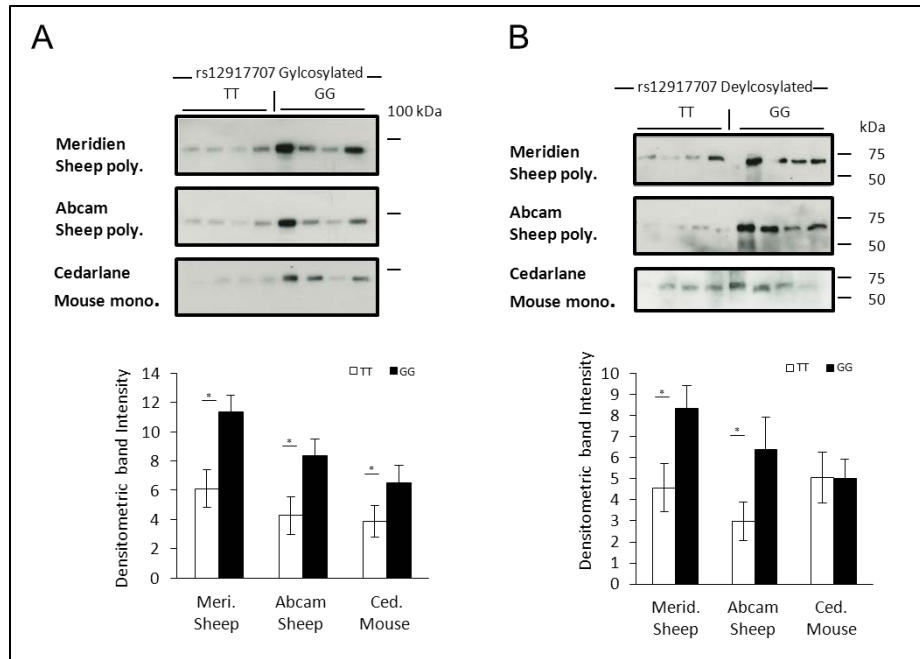 A
rs12917707 Gylcosylated
TT GG
100 kDa
Meridien
Sheep poly.
Abcam
Sheep poly.
Cedarlane
Mouse mono.
TT GG
Densitometric band Intensity
14
12
10
8
6
4
2
0
*
*
*
Meri.
Sheep
Abcam
Sheep
Ced.
Mouse
B
rs12917707 Deylcosylated
TT GG
kDa
Meridien
Sheep poly.
75
50
Abcam
Sheep poly.
75
50
Cedarlane
Mouse mono.
75
50
TT GG
Densitometric band Intensity
10
9
8
7
6
5
4
3
2
1
0
*
*
Merid.
Sheep
Abcam
Sheep
Ced.
Mouse